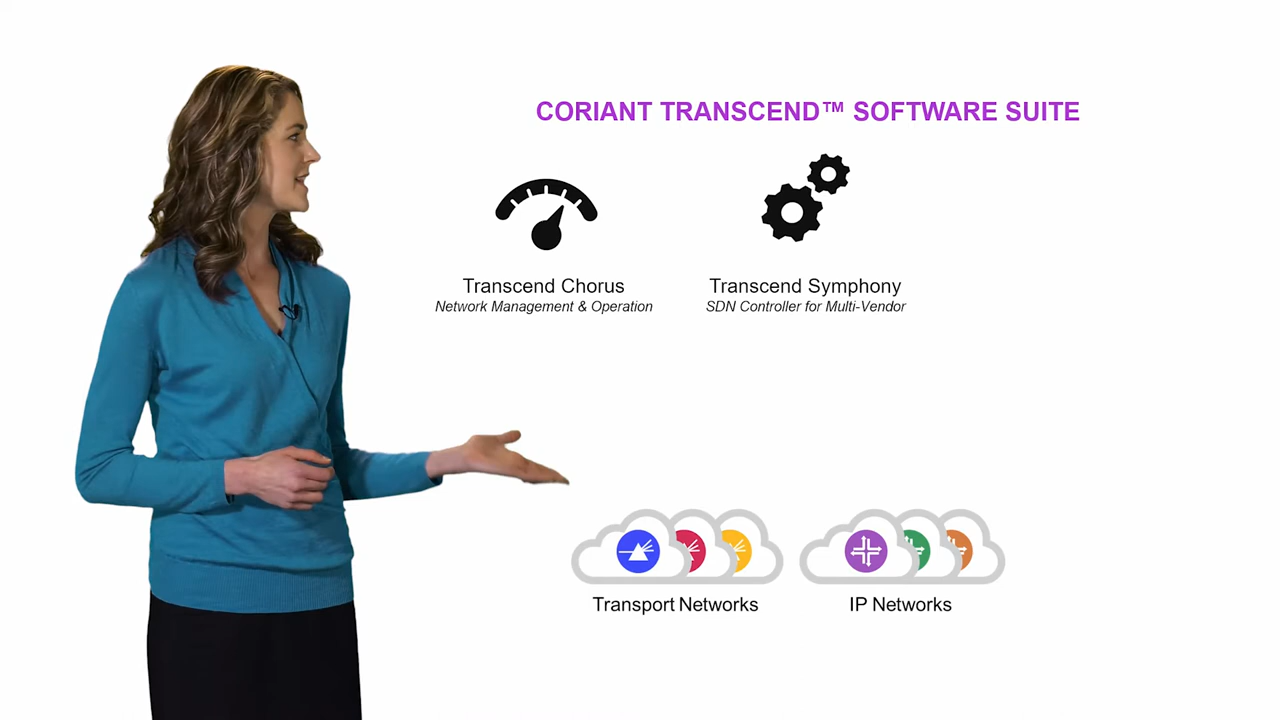 CORIANT TRANSCEND™ SOFTWARE SUITE
Transcend Chorus
Network Management & Operation
Transcend Symphony
SDN Controller for Multi-Vendor
Transport Networks
IP Networks